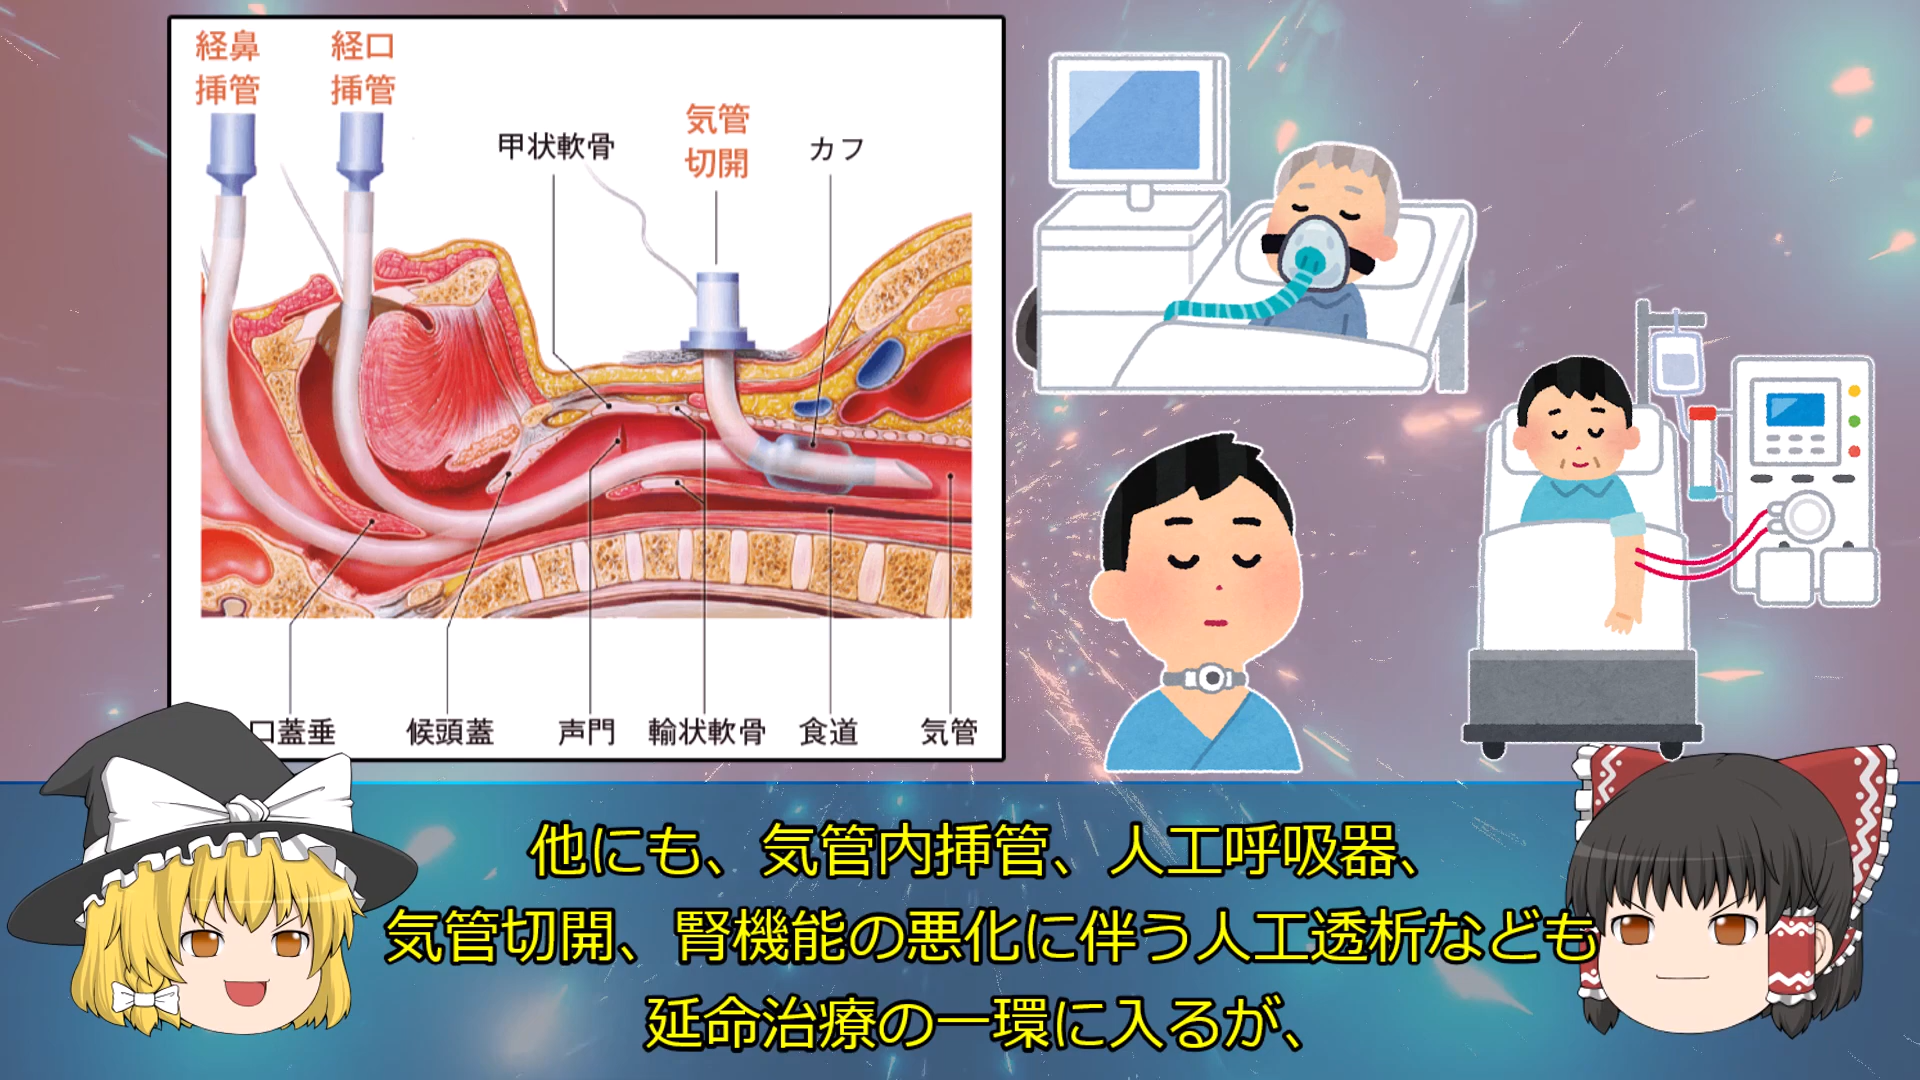 経鼻
挿管
経口
挿管
甲状軟骨
気管
切開
カフ
口蓋垂
候頭蓋
声門
輪状軟骨
食道
気管
他にも、気管内挿管、人工呼吸器、
気管切開、腎機能の悪化に伴う人工透析なども
延命治療の一環に入るが、